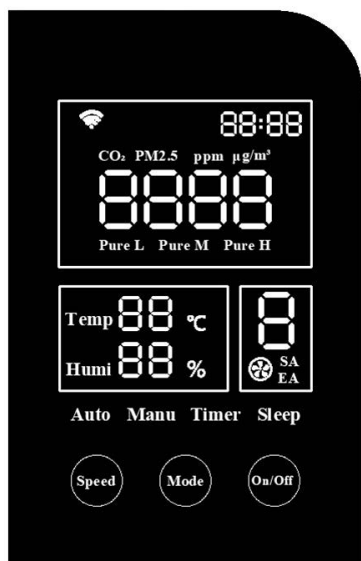 88:88
CO₂ PM2.5 ppm µg/m³
8888
Pure L Pure M Pure H
Temp 88 ℃
Humi 88 %
8
SA
EA
Auto Manu Timer Sleep
Speed Mode On/Off